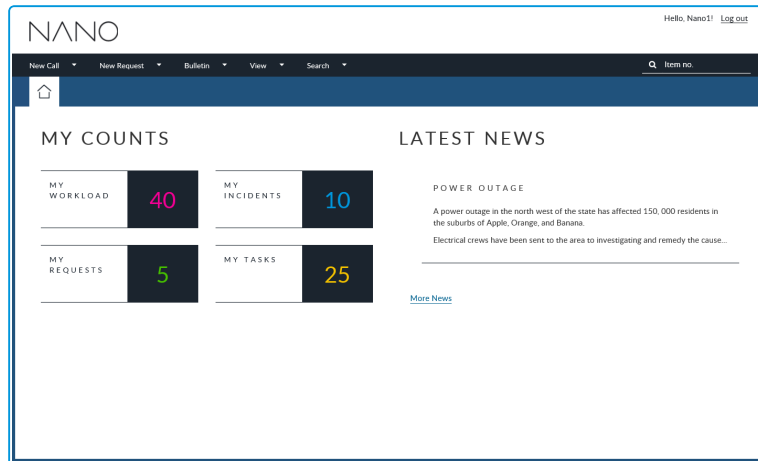 Hello, Nano1! Log out
NANO
New Call New Request Bulletin View Search Item no.
MY COUNTS
MY WORKLOAD
40
MY INCIDENTS
10
MY REQUESTS
5
MY TASKS
25
LATEST NEWS
POWER OUTAGE
A power outage in the north west of the state has affected 150, 000 residents in
the suburbs of Apple, Orange, and Banana.
Electrical crews have been sent to the area to investigating and remedy the cause...
More News